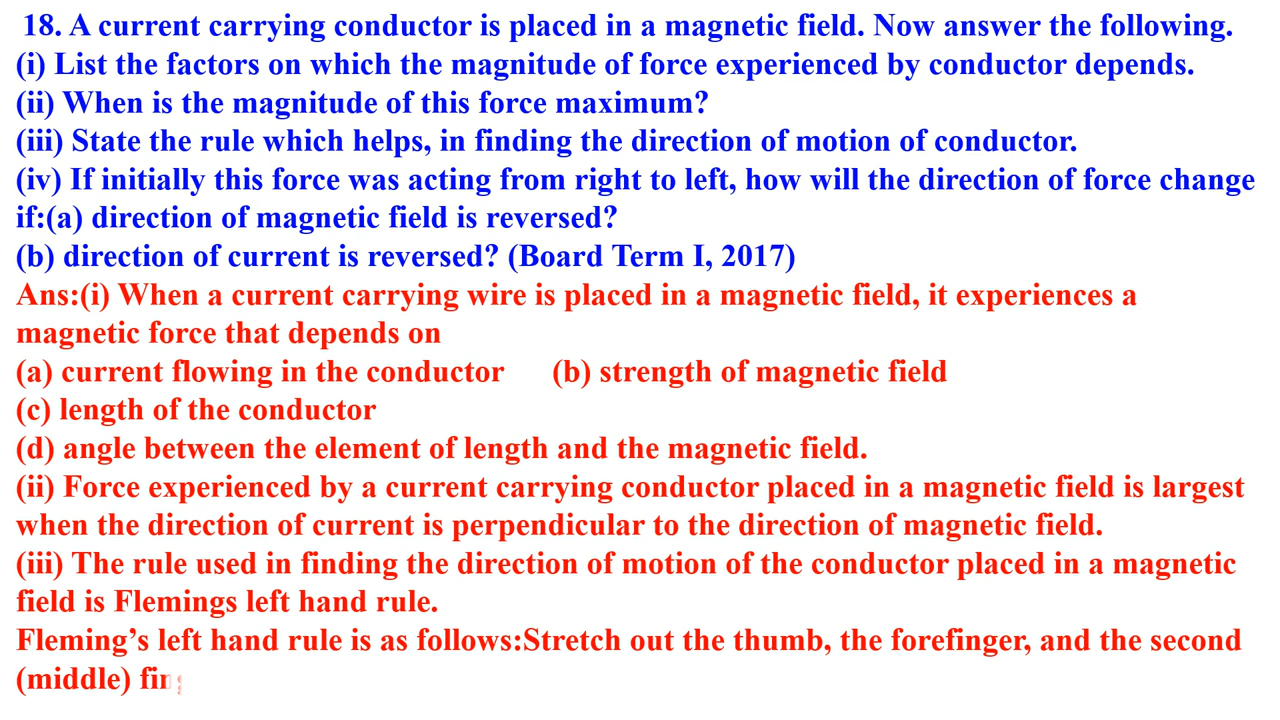 18. A current carrying conductor is placed in a magnetic field. Now answer the following.
(i) List the factors on which the magnitude of force experienced by conductor depends.
(ii) When is the magnitude of this force maximum?
(iii) State the rule which helps, in finding the direction of motion of conductor.
(iv) If initially this force was acting from right to left, how will the direction of force change
if:(a) direction of magnetic field is reversed?
(b) direction of current is reversed? (Board Term I, 2017)
Ans:(i) When a current carrying wire is placed in a magnetic field, it experiences a
magnetic force that depends on
(a) current flowing in the conductor (b) strength of magnetic field
(c) length of the conductor
(d) angle between the element of length and the magnetic field.
(ii) Force experienced by a current carrying conductor placed in a magnetic field is largest
when the direction of current is perpendicular to the direction of magnetic field.
(iii) The rule used in finding the direction of motion of the conductor placed in a magnetic
field is Flemings left hand rule.
Fleming’s left hand rule is as follows:Stretch out the thumb, the forefinger, and the second
(middle)